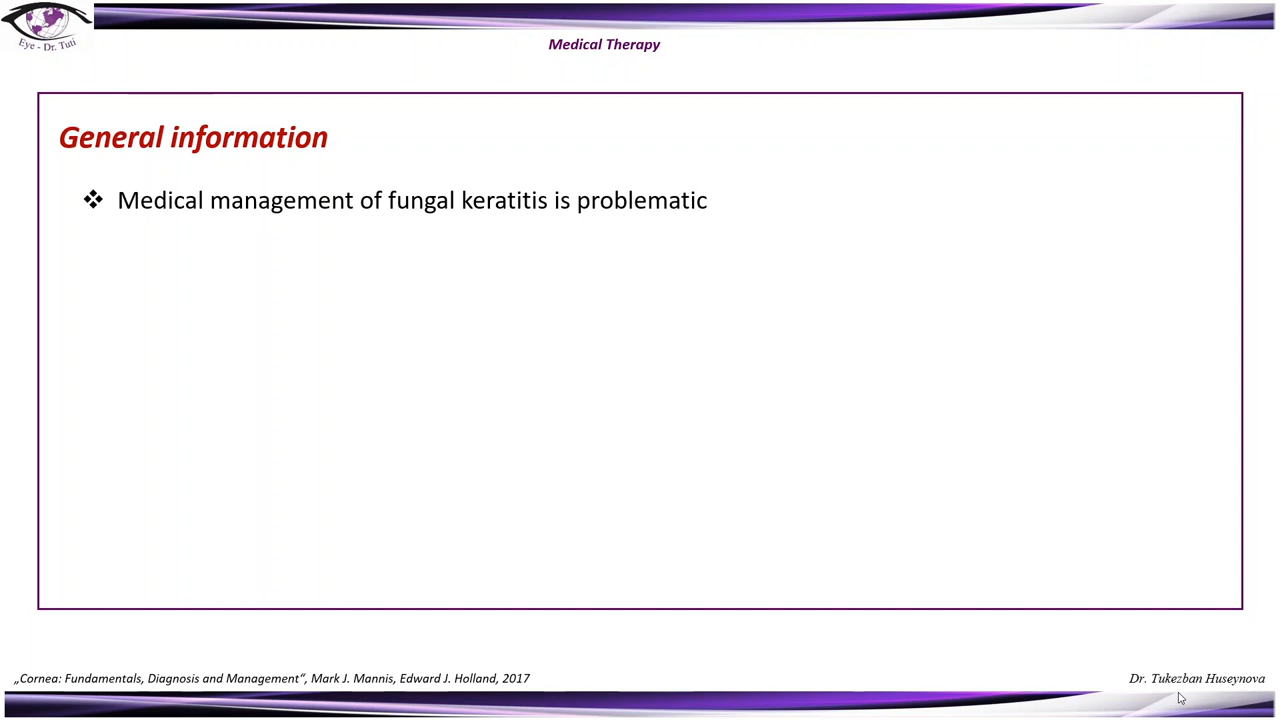 Eye - Dr. Tuti
Medical Therapy
General information
❖ Medical management of fungal keratitis is problematic
„Cornea: Fundamentals, Diagnosis and Management“, Mark J. Mannis, Edward J. Holland, 2017
Dr. Tukezban Huseynova